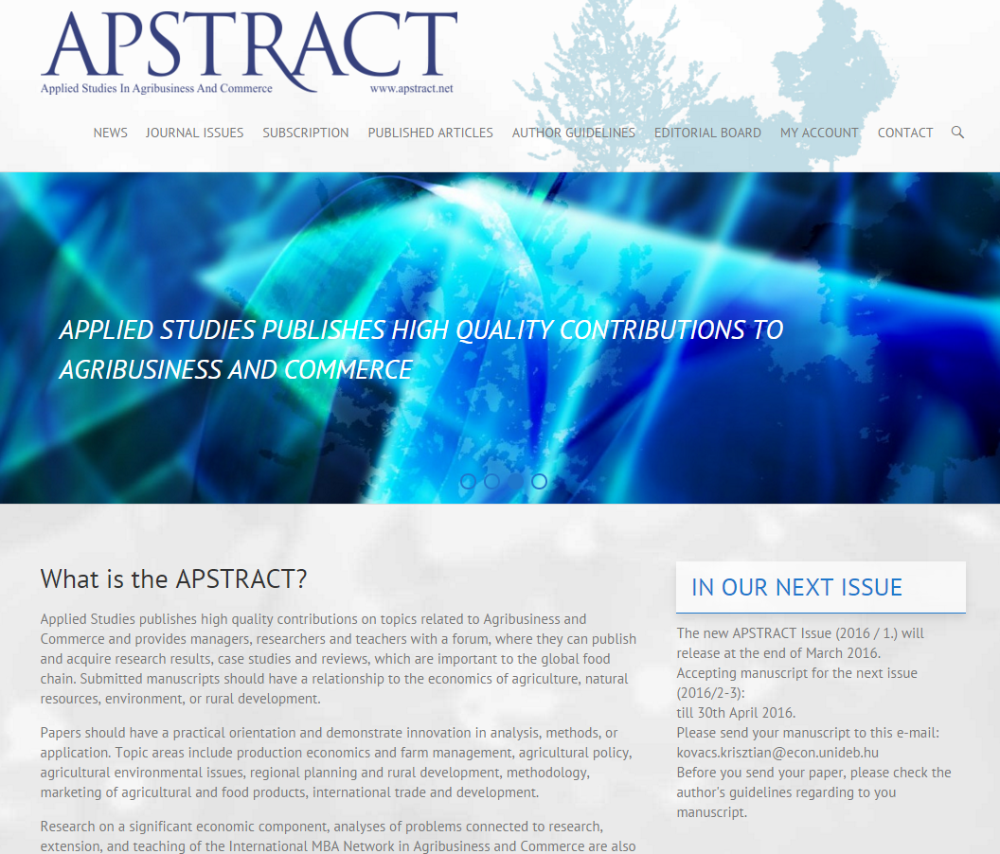 APSTRACT
Applied Studies In Agribusiness And Commerce www.apstract.net
NEWS JOURNAL ISSUES SUBSCRIPTION PUBLISHED ARTICLES AUTHOR GUIDELINES EDITORIAL BOARD MY ACCOUNT CONTACT
APPLIED STUDIES PUBLISHES HIGH QUALITY CONTRIBUTIONS TO
AGRIBUSINESS AND COMMERCE
What is the APSTRACT?
Applied Studies publishes high quality contributions on topics related to Agribusiness and
Commerce and provides managers, researchers and teachers with a forum, where they can publish
and acquire research results, case studies and reviews, which are important to the global food
chain. Submitted manuscripts should have a relationship to the economics of agriculture, natural
resources, environment, or rural development.
Papers should have a practical orientation and demonstrate innovation in analysis, methods, or
application. Topic areas include production economics and farm management, agricultural policy,
agricultural environmental issues, regional planning and rural development, methodology,
marketing of agricultural and food products, international trade and development.
Research on a significant economic component, analyses of problems connected to research,
extension, and teaching of the International MBA Network in Agribusiness and Commerce are also
IN OUR NEXT ISSUE
The new APSTRACT Issue (2016 / 1.) will
release at the end of March 2016.
Accepting manuscript for the next issue
(2016/2-3):
till 30th April 2016.
Please send your manuscript to this e-mail:
kovacs.krisztian@econ.unideb.hu
Before you send your paper, please check the
author's guidelines regarding to you
manuscript.